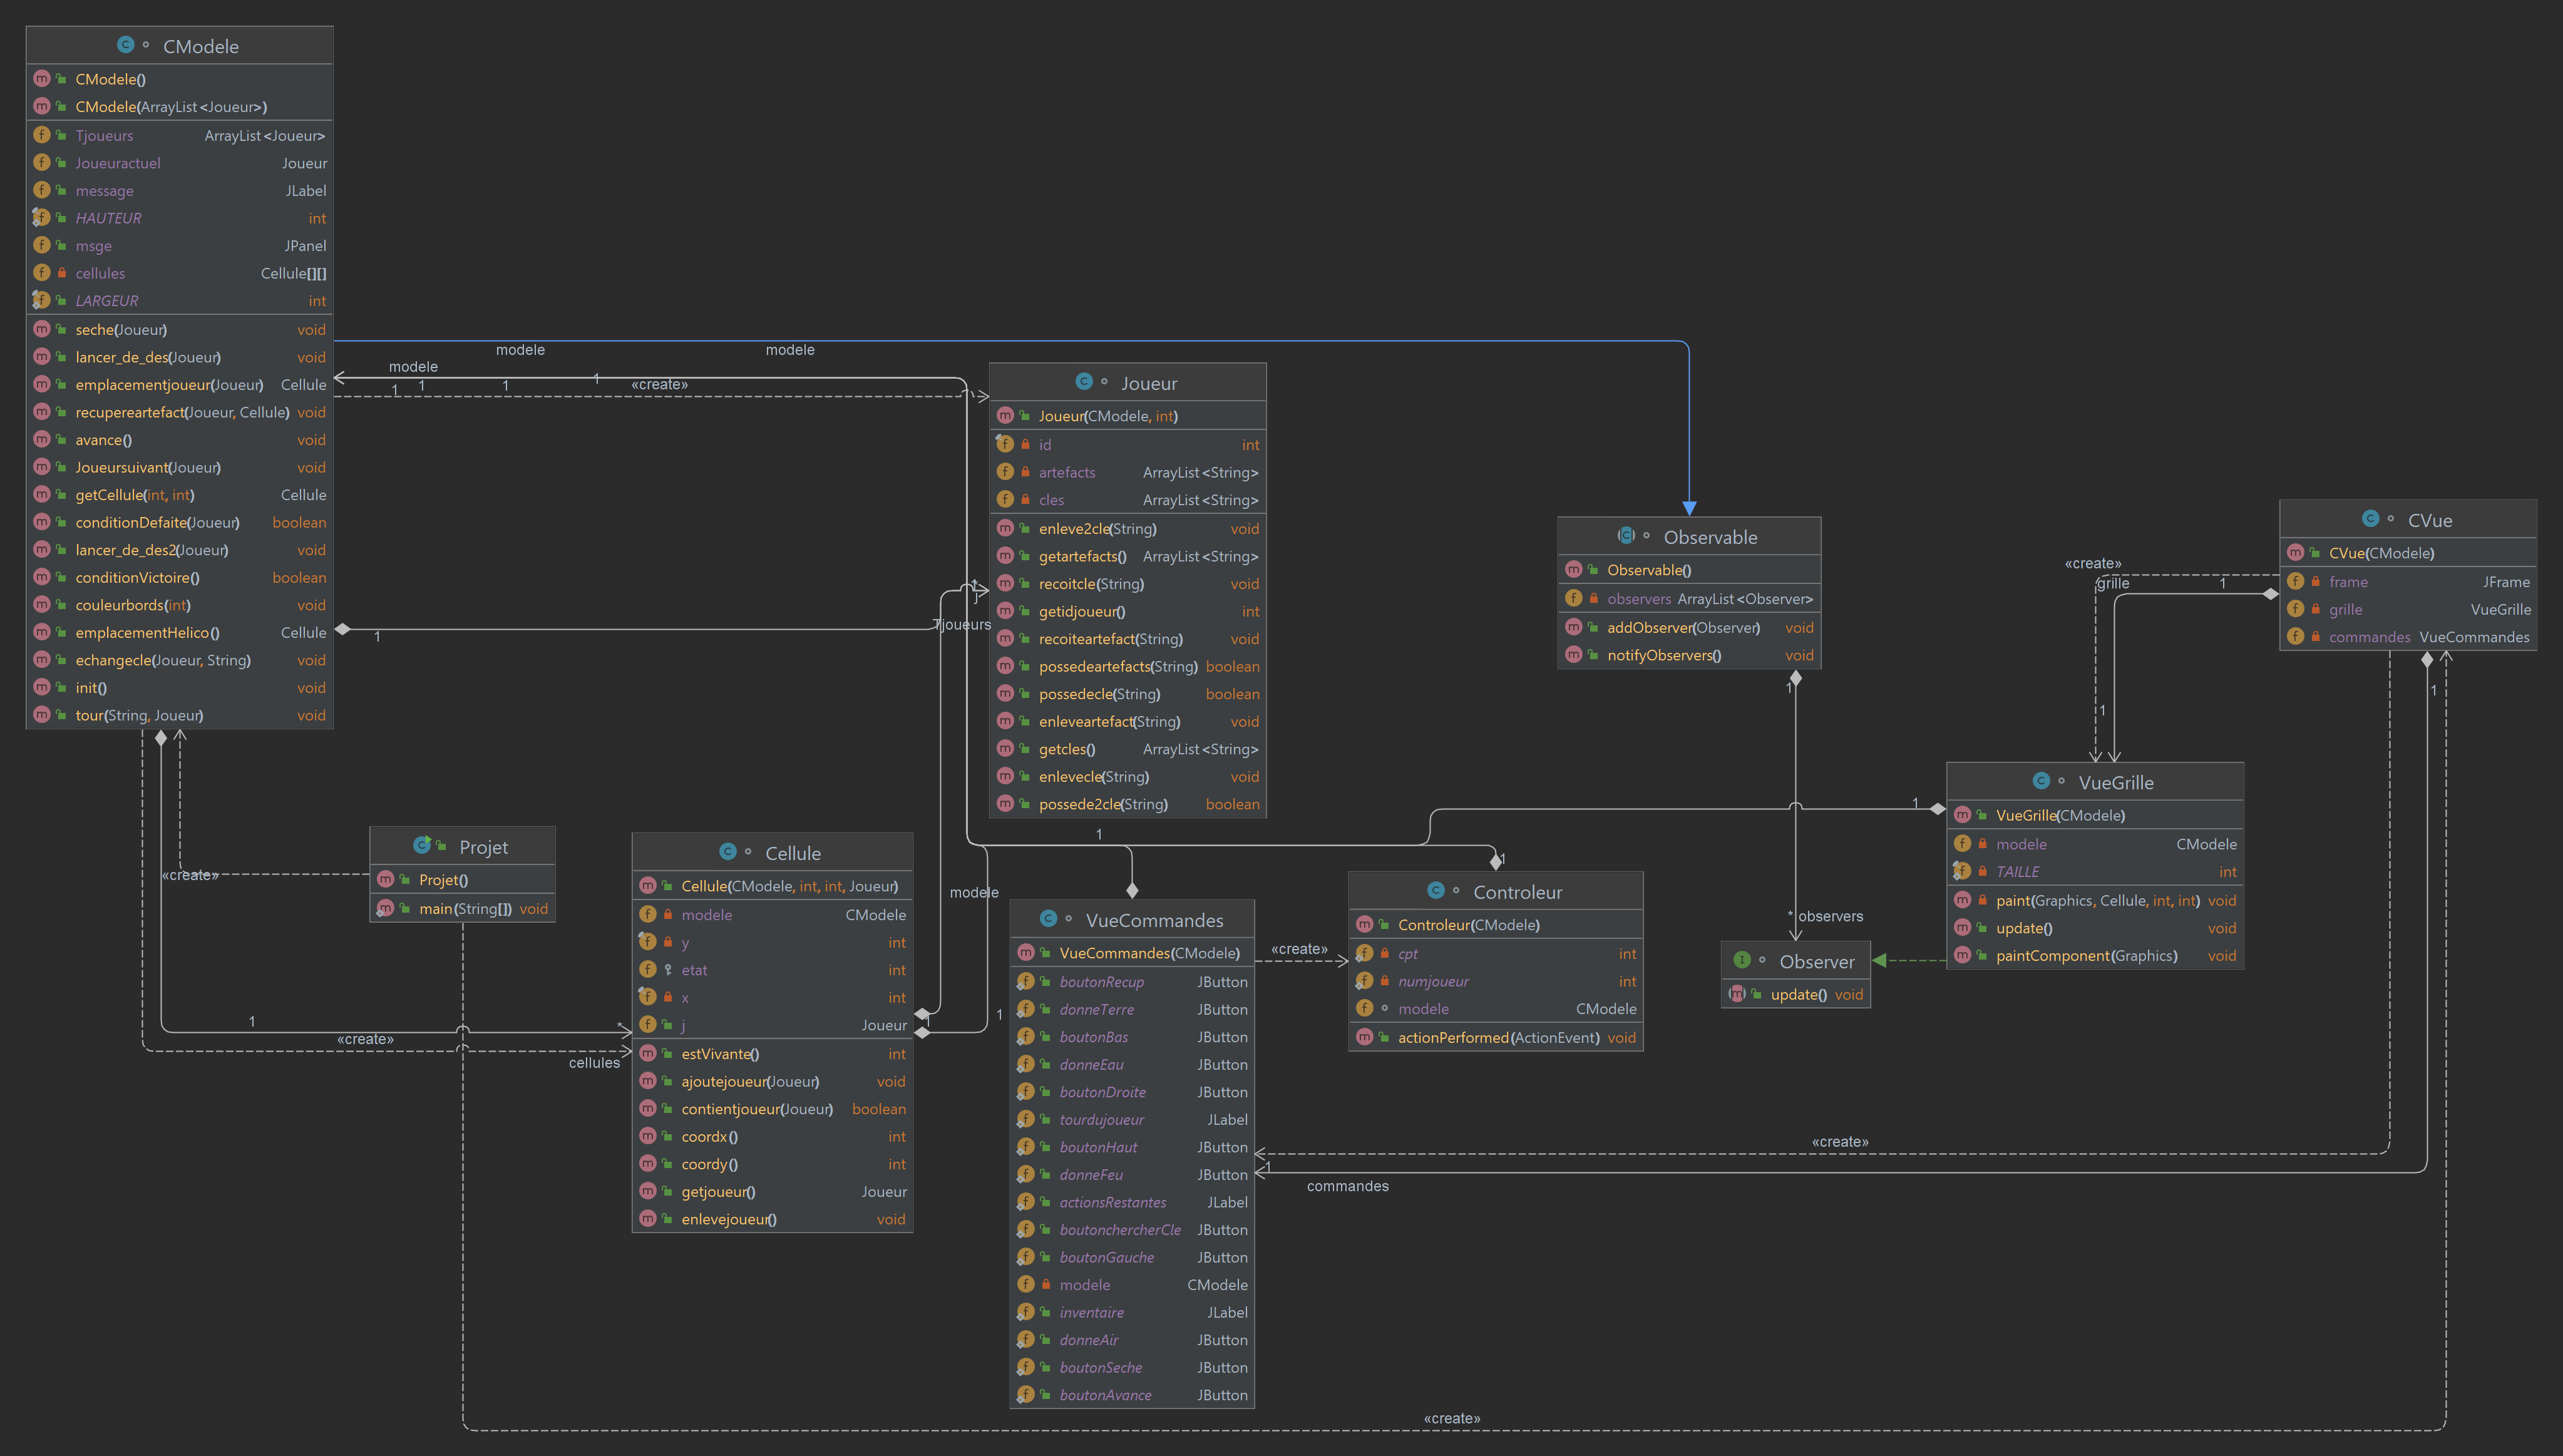 CModele
CModele()
CModele(ArrayList<Joueur>)
Tjoueurs ArrayList<Joueur>
Joueuractuel Joueur
message JLabel
HAUTEUR int
msge JPanel
cellules Cellule[][]
LARGEUR int
seche(Joueur) void
lancer_de_des(Joueur) void
emplacementjoueur(Joueur) Cellule
recupereartefact(Joueur, Cellule) void
avance() void
Joueursuivant(Joueur) void
getCellule(int, int) Cellule
conditionDefaite(Joueur) boolean
lancer_de_des2(Joueur) void
conditionVictoire() boolean
couleurbords(int) void
emplacementHelico() Cellule
echangecle(Joueur, String) void
init() void
tour(String, Joueur) void
modele
modele
modele
1
1
1
1
«create»
Joueur
Joueur(CModele, int)
id int
artefacts ArrayList<String>
cles ArrayList<String>
enleve2cle(String) void
getartefacts() ArrayList<String>
recoitcle(String) void
getidjoueur() int
recoiteartefact(String) void
possedeartefacts(String) boolean
possedecle(String) boolean
enleveartefact(String) void
getcles() ArrayList<String>
enlevecle(String) void
possede2cle(String) boolean
j
Tjoueurs
1
Observable
Observable()
observers ArrayList<Observer>
addObserver(Observer) void
notifyObservers() void
1
CVue
CVue(CModele)
frame JFrame
grille VueGrille
commandes VueCommandes
«create»
grille
1
1
1
VueGrille
VueGrille(CModele)
modele CModele
TAILLE int
paint(Graphics, Cellule, int, int) void
update() void
paintComponent(Graphics) void
1
Projet
Projet()
main(String[]) void
«create»
Cellule
Cellule(CModele, int, int, Joueur)
modele CModele
y int
etat int
x int
j Joueur
estVivante() int
ajoutejoueur(Joueur) void
contientjoueur(Joueur) boolean
coordx() int
coordy() int
getjoueur() Joueur
enlevejoueur() void
1
*
«create»
cellules
modele
1
1
1
1
VueCommandes
VueCommandes(CModele)
boutonRecup JButton
donneTerre JButton
boutonBas JButton
donneEau JButton
boutonDroite JButton
tourdujoueur JLabel
boutonHaut JButton
donneFeu JButton
actionsRestantes JLabel
boutonchercherCle JButton
boutonGauche JButton
modele CModele
inventaire JLabel
donneAir JButton
boutonSeche JButton
boutonAvance JButton
«create»
Controleur
Controleur(CModele)
cpt int
numjoueur int
modele CModele
actionPerformed(ActionEvent) void
* observers
Observer
update() void
«create»
1
commandes
«create»